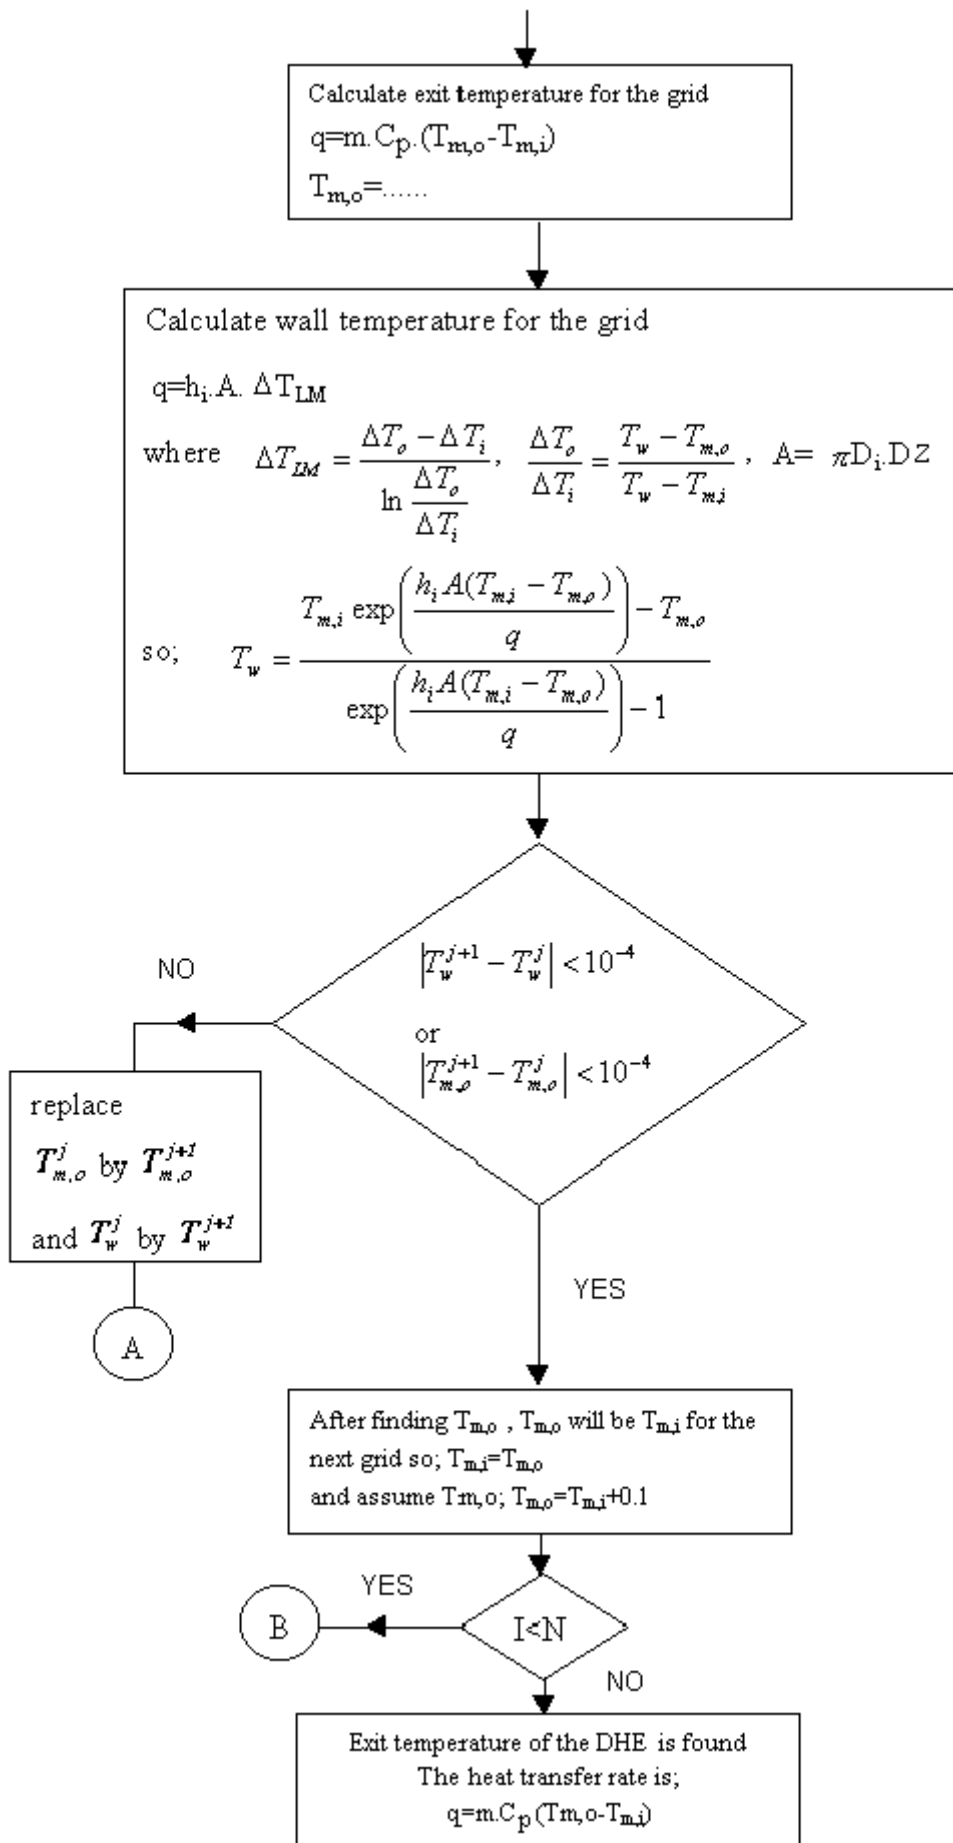 Calculate exit temperature for the grid
q=m.Cp.(Tm,o-Tm,i)
Tm,o=......
Calculate wall temperature for the grid
q=hi.A. ΔTLM
where ΔTLM = (ΔTo − ΔTi) / (ln ΔTo/ΔTi), ΔTo/ΔTi = (Tw − Tm,o)/(Tw − Tm,i), A= πDi.DZ
so; Tw = (Tm,i exp(hi A(Tm,i − Tm,o)/q) − Tm,o) / (exp(hi A(Tm,i − Tm,o)/q) − 1)
|Tw^j+1 − Tw^j| < 10^-4
or
|Tm,o^j+1 − Tm,o^j| < 10^-4
NO
replace
Tm,o^j by Tm,o^j+1
and Tw^j by Tw^j+1
A
YES
After finding Tm,o , Tm,o will be Tm,i for the
next grid so; Tm,i=Tm,o
and assume Tm,o; Tm,o=Tm,i+0.1
YES
B
I<N
NO
Exit temperature of the DHE is found
The heat transfer rate is;
q=m.Cp(Tm,o-Tm,i)